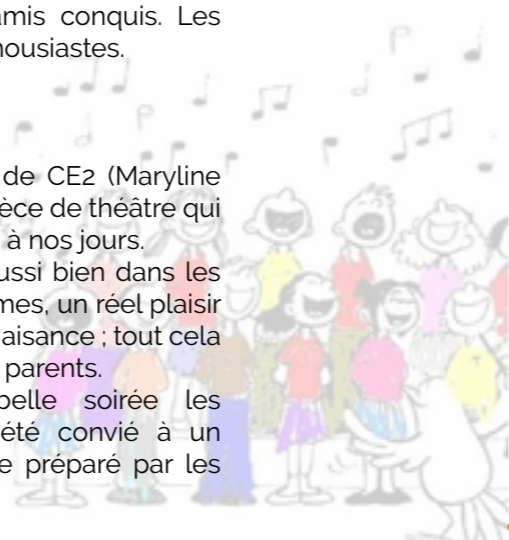 amis conquis. Les
housiastes.
de CE2 (Maryline
ièce de théâtre qui
à nos jours.
ussi bien dans les
mes, un réel plaisir
aisance ; tout cela
parents.
belle soirée les
été convié à un
e préparé par les